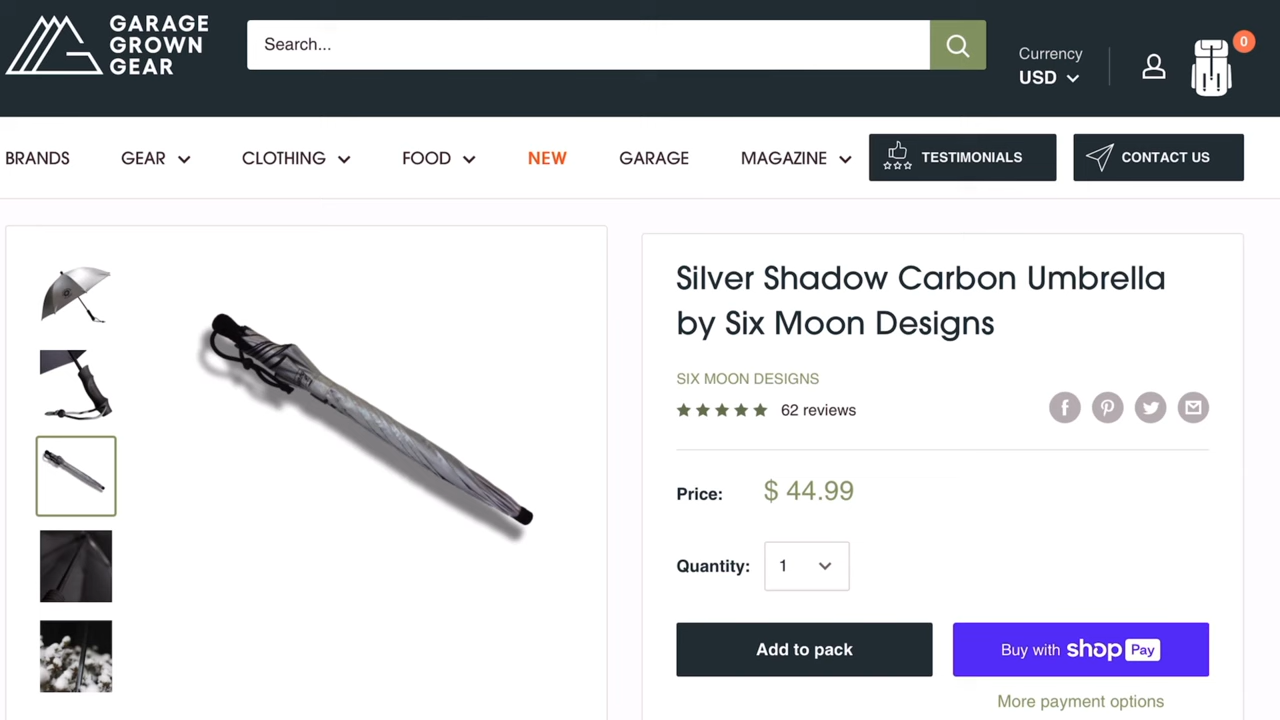 GARAGE
GROWN
GEAR
Search...
Currency
USD
0
BRANDS
GEAR
CLOTHING
FOOD
NEW
GARAGE
MAGAZINE
TESTIMONIALS
CONTACT US
Silver Shadow Carbon Umbrella
by Six Moon Designs
SIX MOON DESIGNS
62 reviews
Price: $ 44.99
Quantity: 1
Add to pack
Buy with shop Pay
More payment options